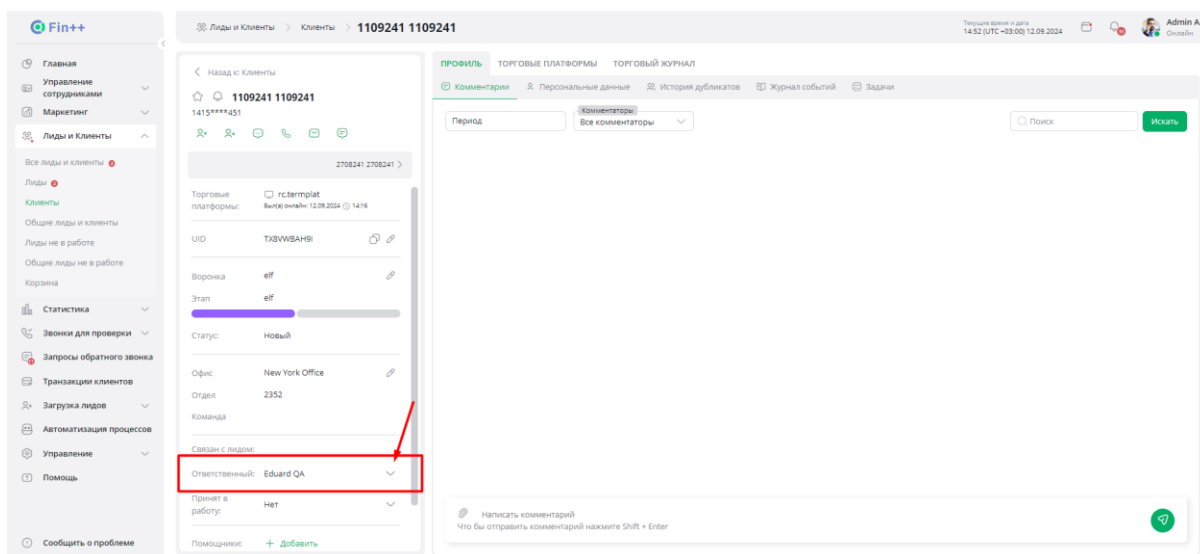 Fin++
Лиды и Клиенты > Клиенты > 1109241 1109241
Текущие время и дата
14:52 (UTC +03:00) 12.09.2024
Admin A
Онлайн
Главная
Управление
сотрудниками
Маркетинг
Лиды и Клиенты
Все лиды и клиенты
Лиды
Клиенты
Общие лиды и клиенты
Лиды не в работе
Общие лиды не в работе
Корзина
Статистика
Звонки для проверки
Запросы обратного звонка
Транзакции клиентов
Загрузка лидов
Автоматизация процессов
Управление
Помощь
Сообщить о проблеме
Назад к: Клиенты
1109241 1109241
1415****451
2708241 2708241 >
Торговые
платформы:
rc.termplat
Был(а) онлайн: 12.09.2024 14:16
UID TX8VWBAH9I
Воронка elf
Этап elf
Статус: Новый
Офис New York Office
Отдел 2352
Команда
Связан с лидом:
Ответственный: Eduard QA
Принят в
работу:
Нет
Помощники: + Добавить
ПРОФИЛЬ ТОРГОВЫЕ ПЛАТФОРМЫ ТОРГОВЫЙ ЖУРНАЛ
Комментарии Персональные данные История дубликатов Журнал событий Задачи
Период
Комментаторы
Все комментаторы
Поиск
Искать
Написать комментарий
Что бы отправить комментарий нажмите Shift + Enter